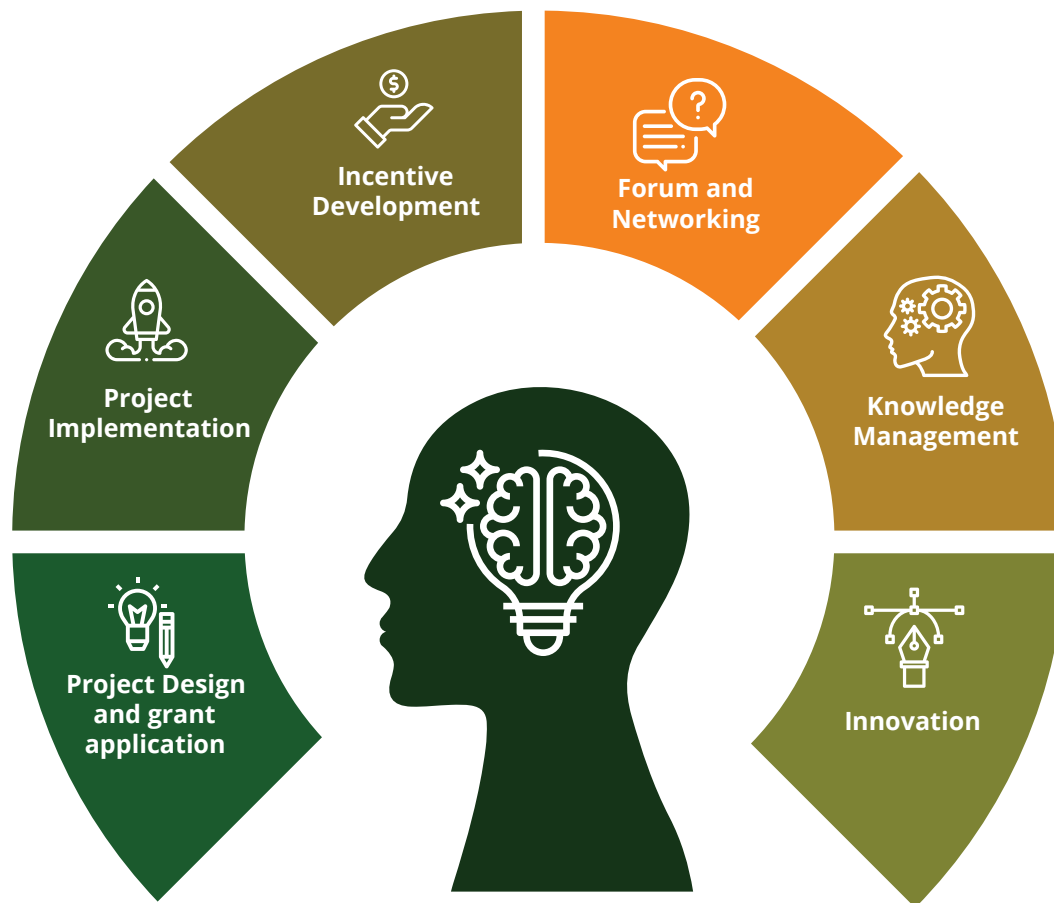 Incentive
Development
Forum and
Networking
Project
Implementation
Knowledge
Management
Project Design
and grant
application
Innovation